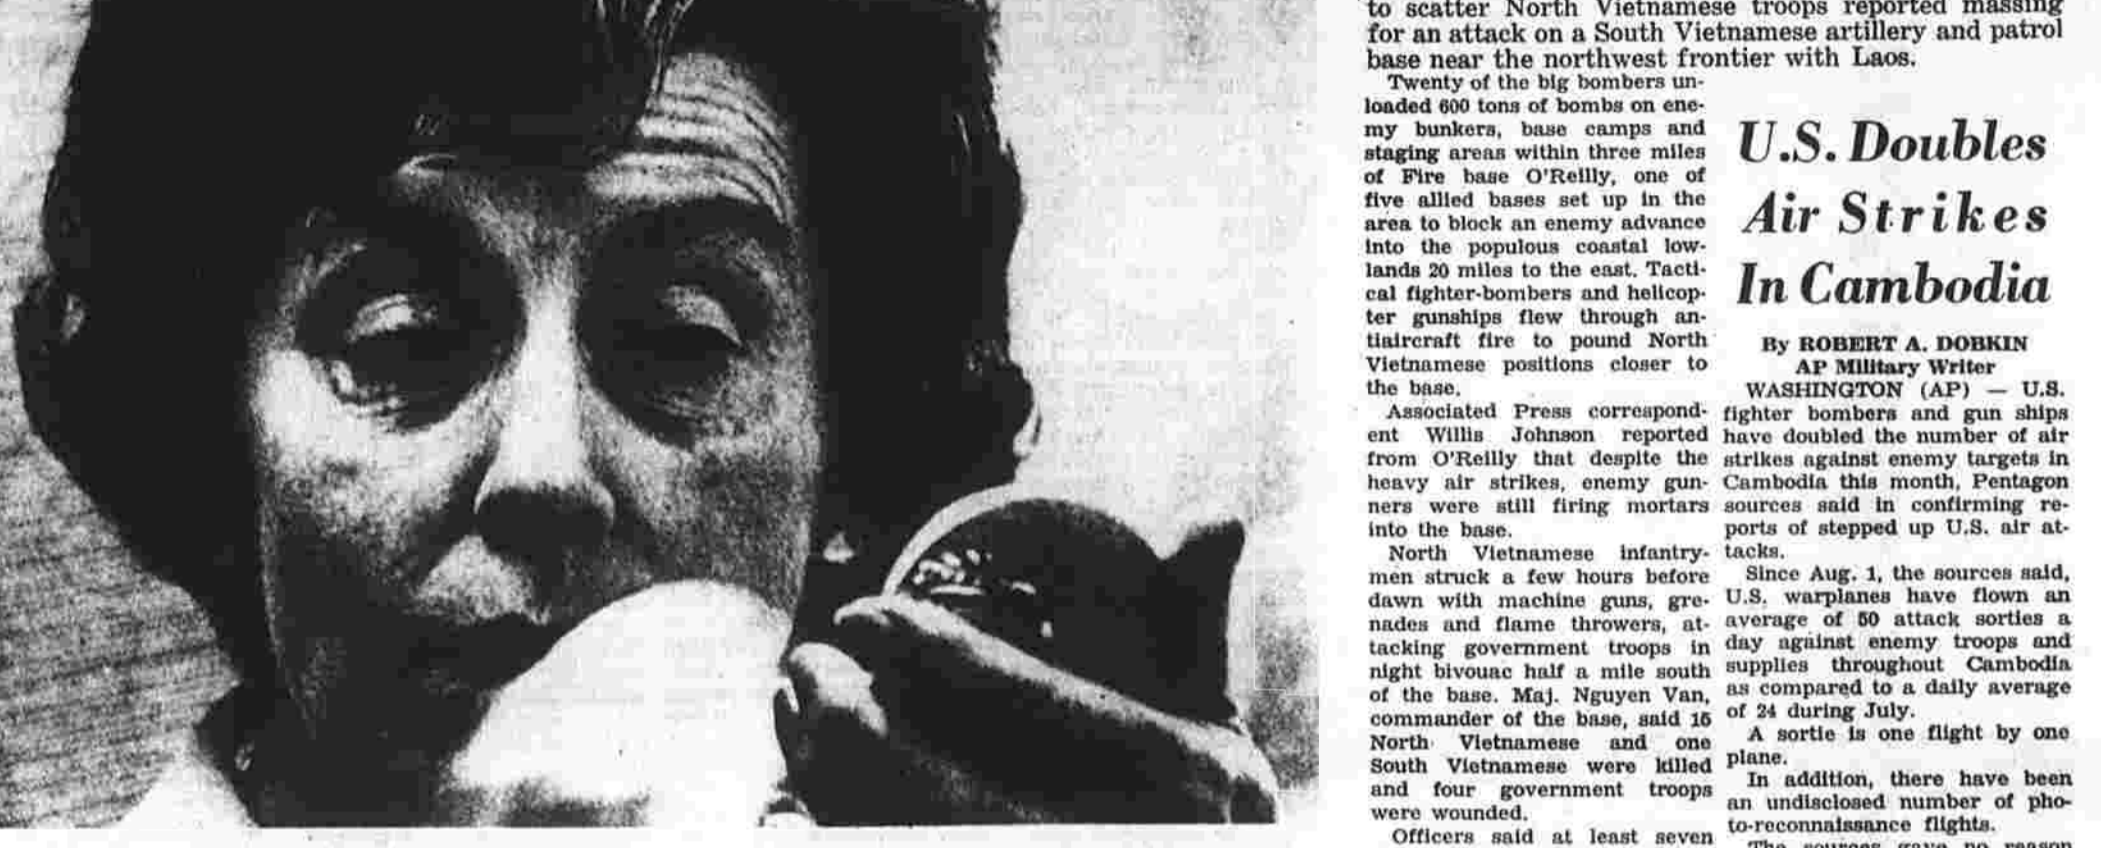 to scatter North Vietnamese troops reported massing
for an attack on a South Vietnamese artillery and patrol
base near the northwest frontier with Laos.
Twenty of the big bombers un-
loaded 600 tons of bombs on ene-
my bunkers, base camps and
staging areas within three miles
of Fire base O'Reilly, one of
five allied bases set up in the
area to block an enemy advance
into the populous coastal low-
lands 20 miles to the east. Tacti-
cal fighter-bombers and helicop-
ter gunships flew through an-
tiaircraft fire to pound North
Vietnamese positions closer to
the base.
Associated Press correspond-
ent Willis Johnson reported
from O'Reilly that despite the
heavy air strikes, enemy gun-
ners were still firing mortars
into the base.
North Vietnamese infantry-
men struck a few hours before
dawn with machine guns, gre-
nades and flame throwers, at-
tacking government troops in
night bivouac half a mile south
of the base. Maj. Nguyen Van,
commander of the base, said 16
North Vietnamese and one
South Vietnamese were killed
and four government troops
were wounded.
Officers said at least seven
U.S. Doubles
Air Strikes
In Cambodia
By ROBERT A. DOBKIN
AP Military Writer
WASHINGTON (AP) — U.S.
fighter bombers and gun ships
have doubled the number of air
strikes against enemy targets in
Cambodia this month, Pentagon
sources said in confirming re-
ports of stepped up U.S. air at-
tacks.
Since Aug. 1, the sources said,
U.S. warplanes have flown an
average of 50 attack sorties a
day against enemy troops and
supplies throughout Cambodia
as compared to a daily average
of 24 during July.
A sortie is one flight by one
plane.
In addition, there have been
an undisclosed number of pho-
to-reconnaissance flights.
The sources gave no reason